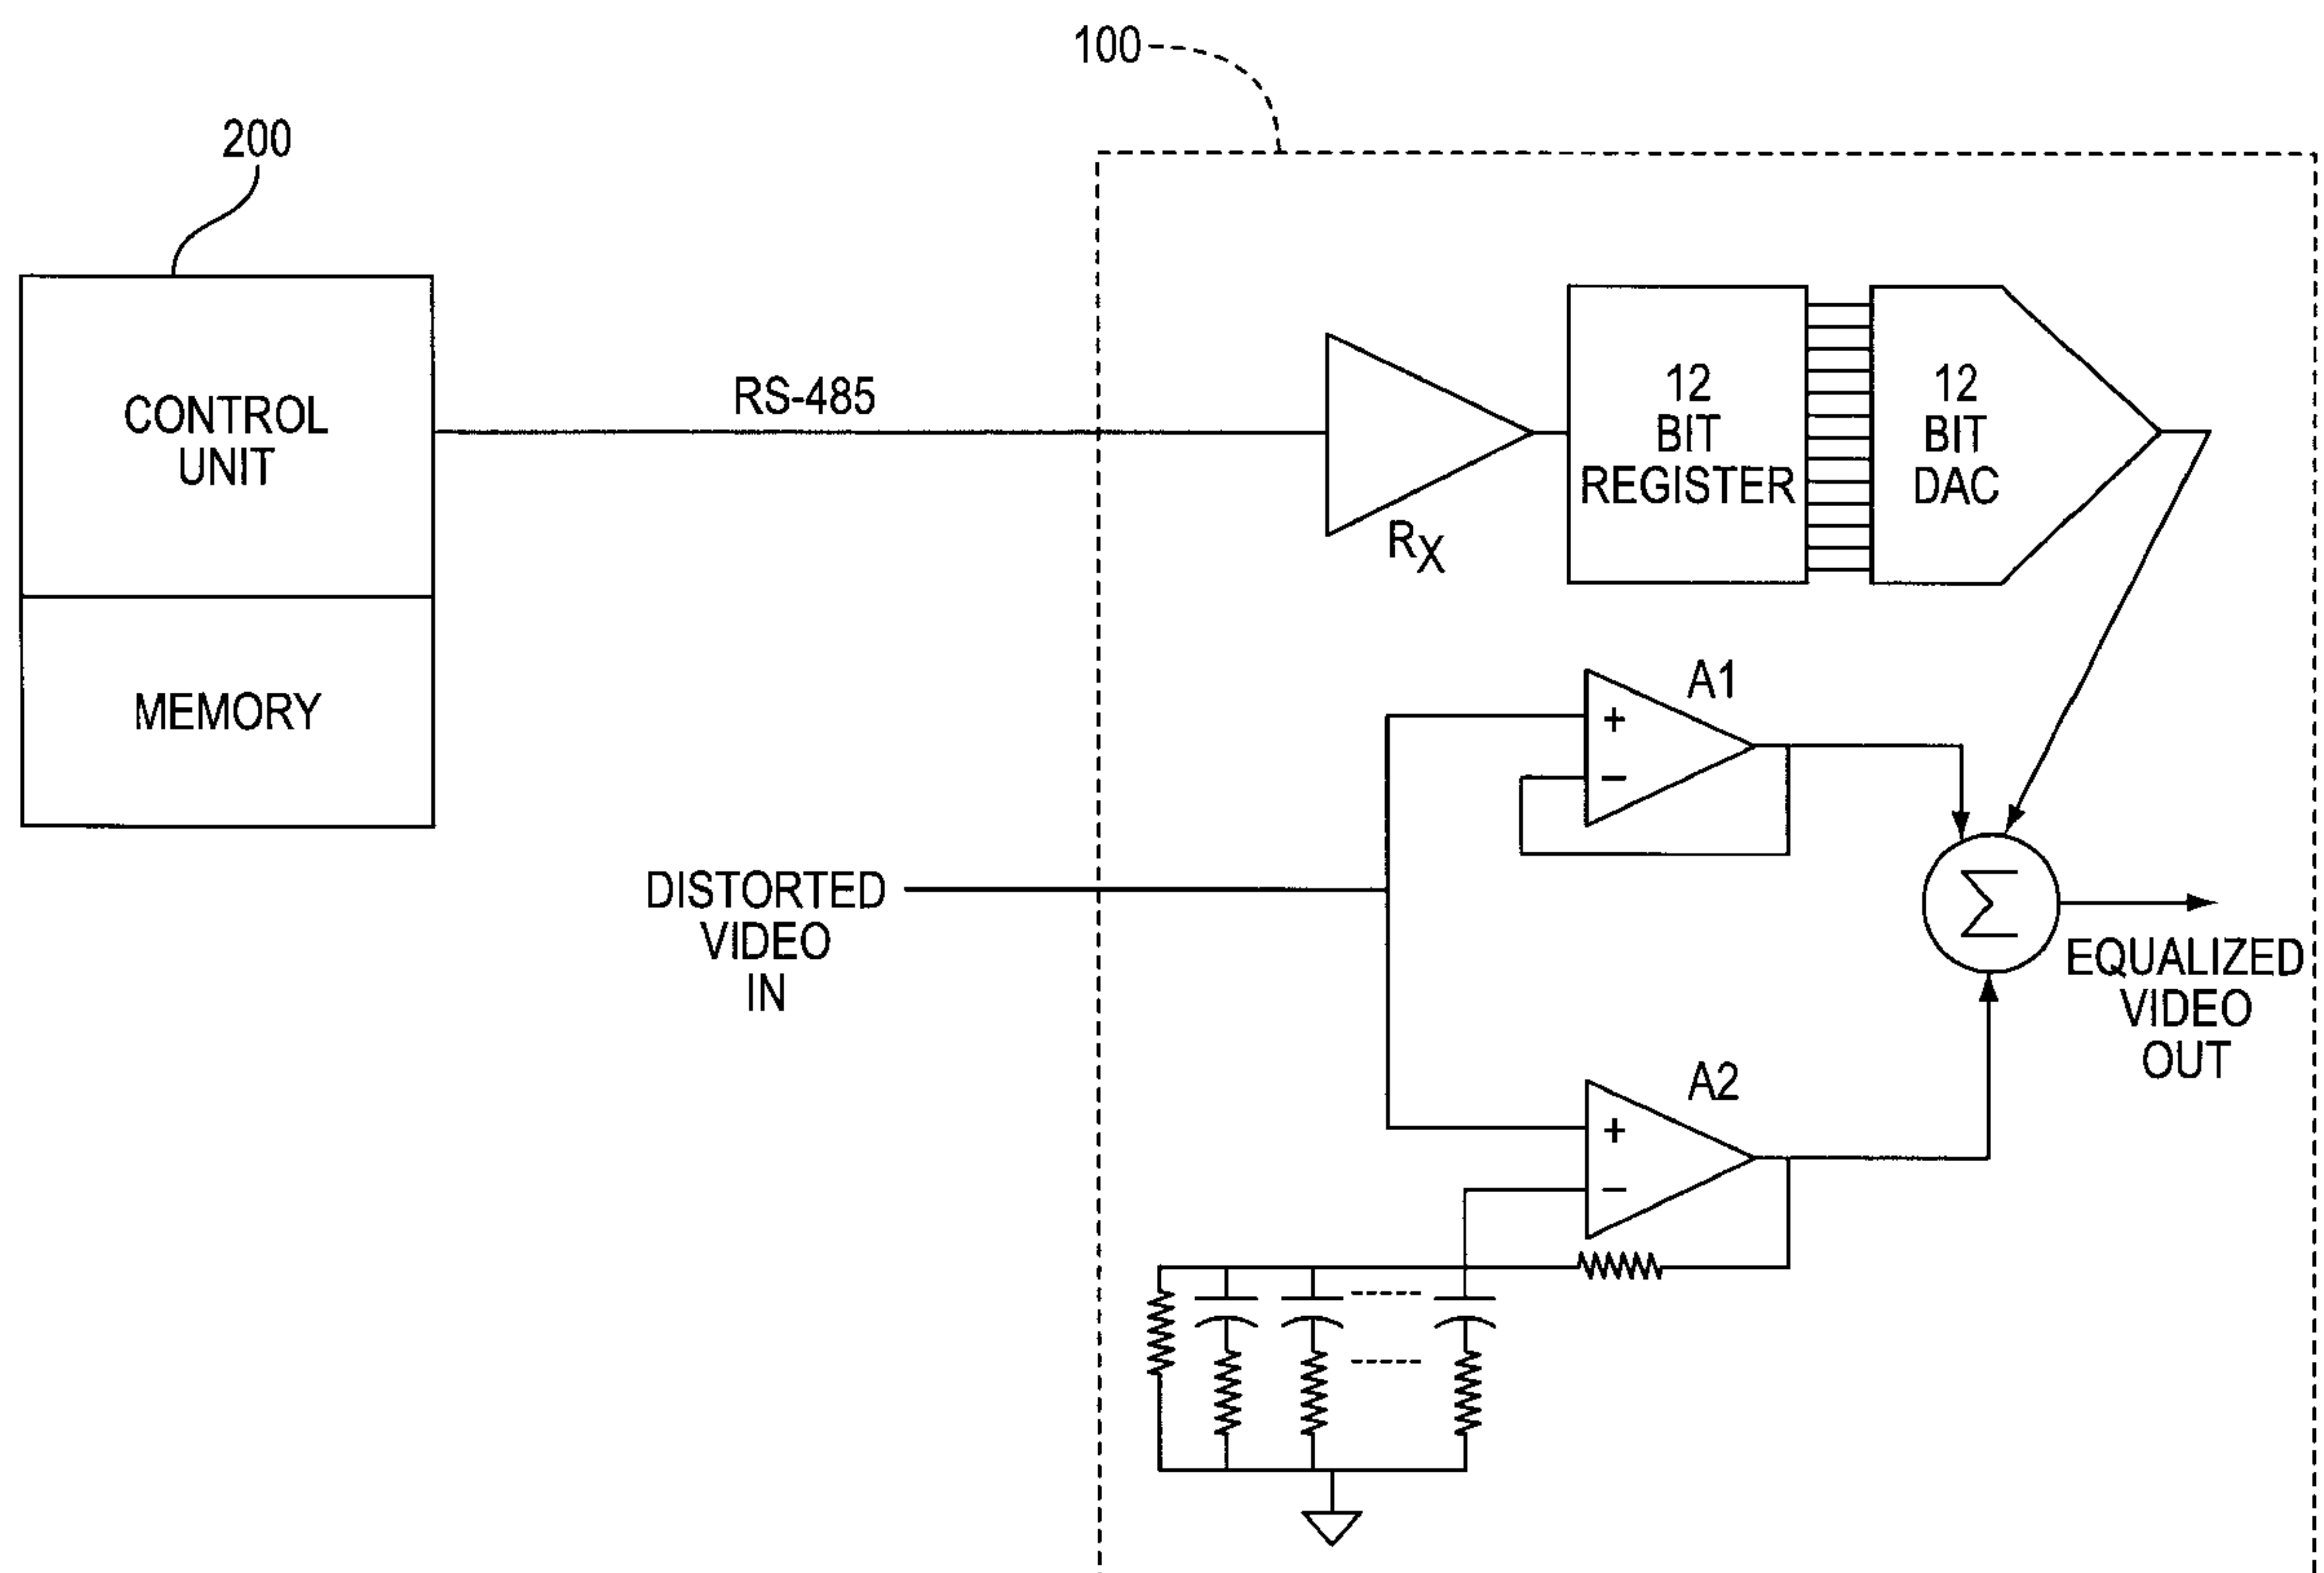 100
200
CONTROL
UNIT
MEMORY
RS-485
RX
12
BIT
REGISTER
12
BIT
DAC
A1
+
−
DISTORTED
VIDEO
IN
Σ
EQUALIZED
VIDEO
OUT
A2
+
−